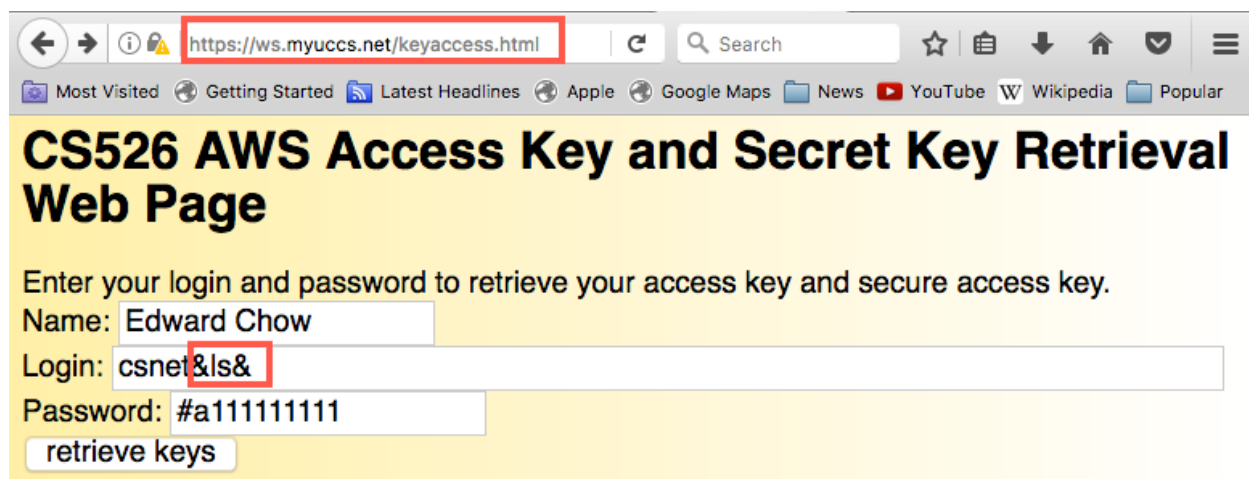 https://ws.myuccs.net/keyaccess.html Search
Most Visited Getting Started Latest Headlines Apple Google Maps News YouTube W Wikipedia Popular
CS526 AWS Access Key and Secret Key Retrieval
Web Page
Enter your login and password to retrieve your access key and secure access key.
Name: Edward Chow
Login: csnet&ls&
Password: #a111111111
retrieve keys